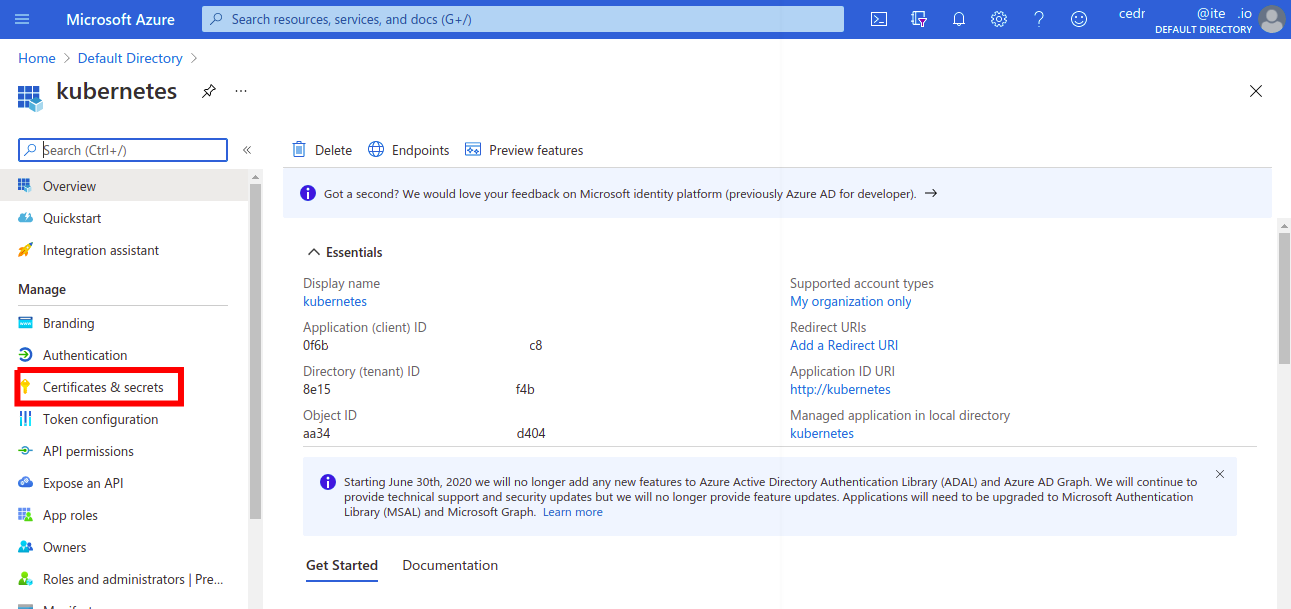 Microsoft Azure
Search resources, services, and docs (G+/)
cedr @ite .io
DEFAULT DIRECTORY
Home > Default Directory >
kubernetes
...
Search (Ctrl+/)
«
Overview
Quickstart
Integration assistant
Manage
Branding
Authentication
Certificates & secrets
Token configuration
API permissions
Expose an API
App roles
Owners
Roles and administrators | Pre...
Delete
Endpoints
Preview features
Got a second? We would love your feedback on Microsoft identity platform (previously Azure AD for developer). →
Essentials
Display name
kubernetes
Application (client) ID
0f6b c8
Directory (tenant) ID
8e15 f4b
Object ID
aa34 d404
Supported account types
My organization only
Redirect URIs
Add a Redirect URI
Application ID URI
http://kubernetes
Managed application in local directory
kubernetes
Starting June 30th, 2020 we will no longer add any new features to Azure Active Directory Authentication Library (ADAL) and Azure AD Graph. We will continue to
provide technical support and security updates but we will no longer provide feature updates. Applications will need to be upgraded to Microsoft Authentication
Library (MSAL) and Microsoft Graph. Learn more
Get Started
Documentation